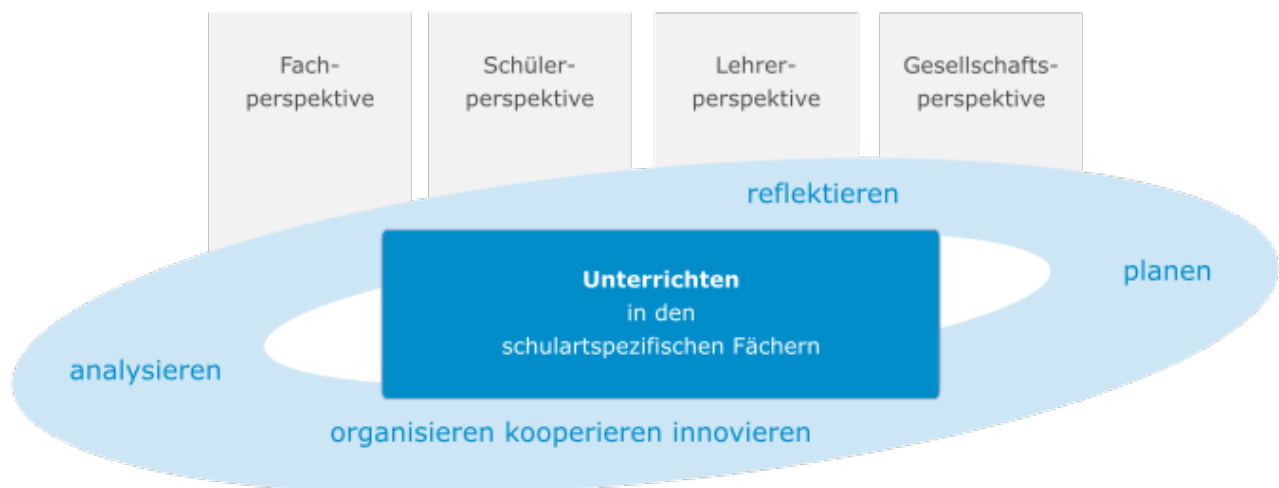 Fach-
perspektive
Schüler-
perspektive
Lehrer-
perspektive
Gesellschafts-
perspektive
reflektieren
planen
Unterrichten
in den
schulartspezifischen Fächern
analysieren
organisieren kooperieren innovieren